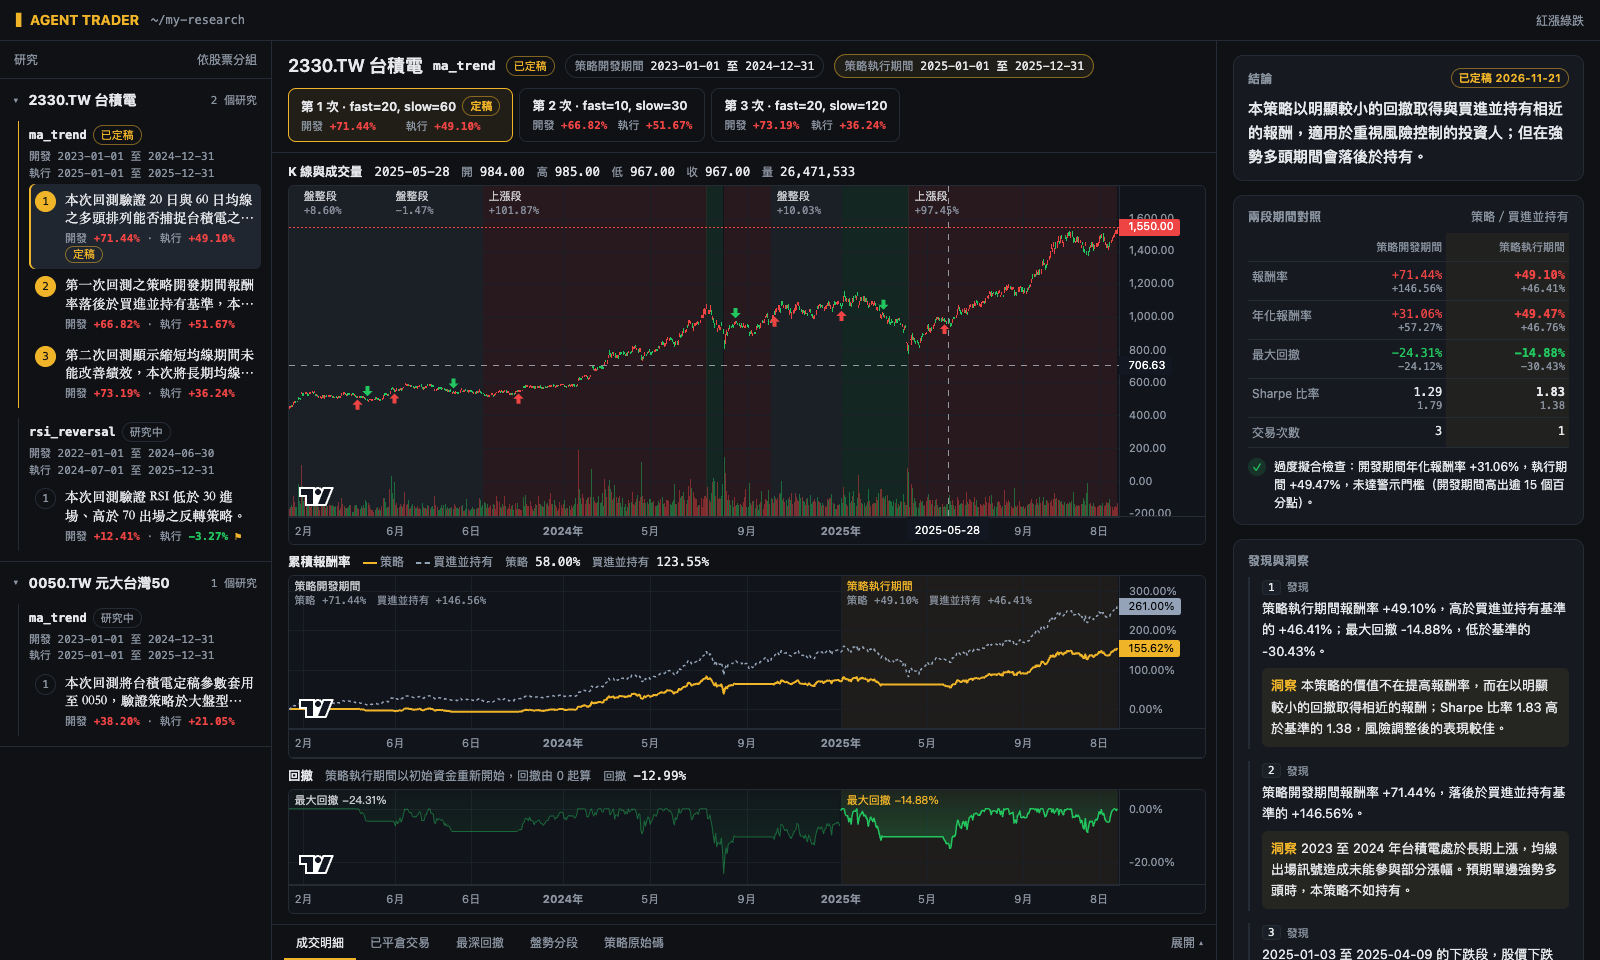 AGENT TRADER ~/my-research
紅漲綠跌
研究 依股票分組
2330.TW 台積電 2 個研究
ma_trend 已定稿
開發 2023-01-01 至 2024-12-31
執行 2025-01-01 至 2025-12-31
1 本次回測驗證 20 日與 60 日均線
之多頭排列能否捕捉台積電之…
開發 +71.44% · 執行 +49.10%
定稿
2 第一次回測之策略開發期間報酬
率落後於買進並持有基準，本…
開發 +66.82% · 執行 +51.67%
3 第二次回測顯示縮短均線期間未
能改善績效，本次將長期均線…
開發 +73.19% · 執行 +36.24%
rsi_reversal 研究中
開發 2022-01-01 至 2024-06-30
執行 2024-07-01 至 2025-12-31
1 本次回測驗證 RSI 低於 30 進
場、高於 70 出場之反轉策略。
開發 +12.41% · 執行 -3.27%
0050.TW 元大台灣50 1 個研究
ma_trend 研究中
開發 2023-01-01 至 2024-12-31
執行 2025-01-01 至 2025-12-31
1 本次回測將台積電定稿參數套用
至 0050，驗證策略於大盤型…
開發 +38.20% · 執行 +21.05%
2330.TW 台積電 ma_trend 已定稿 策略開發期間 2023-01-01 至 2024-12-31 策略執行期間 2025-01-01 至 2025-12-31
第 1 次 · fast=20, slow=60 定稿
開發 +71.44% 執行 +49.10%
第 2 次 · fast=10, slow=30
開發 +66.82% 執行 +51.67%
第 3 次 · fast=20, slow=120
開發 +73.19% 執行 +36.24%
K 線與成交量 2025-05-28 開 984.00 高 985.00 低 967.00 收 967.00 量 26,471,533
盤整段 盤整段 上漲段 盤整段 上漲段
+8.60% -1.47% +101.87% +10.03% +97.45%
1,600.00
1,550.00
1,400.00
1,200.00
1,000.00
800.00
706.63
600.00
400.00
200.00
0.00
-200.00
2月 6月 6日 2024年 5月 9月 2025年 2025-05-28 9月 8日
累積報酬率 策略 買進並持有 策略 58.00% 買進並持有 123.55%
策略開發期間 策略執行期間
策略 +71.44% 買進並持有 +146.56% 策略 +49.10% 買進並持有 +46.41%
300.00%
261.00%
200.00%
155.62%
100.00%
0.00%
2月 6月 6日 2024年 5月 9月 2025年 5月 9月 8日
回撤 策略執行期間以初始資金重新開始，回撤由 0 起算 回撤 -12.99%
最大回撤 -24.31% 最大回撤 -14.88%
0.00%
-20.00%
2月 6月 6日 2024年 5月 9月 2025年 5月 9月 8日
成交明細 已平倉交易 最深回撤 盤勢分段 策略原始碼 展開
結論 已定稿 2026-11-21
本策略以明顯較小的回撤取得與買進並持有相近
的報酬，適用於重視風險控制的投資人；但在強
勢多頭期間會落後於持有。
兩段期間對照 策略 / 買進並持有
策略開發期間 策略執行期間
報酬率 +71.44% +49.10%
+146.56% +46.41%
年化報酬率 +31.06% +49.47%
+57.27% +46.76%
最大回撤 -24.31% -14.88%
-24.12% -30.43%
Sharpe 比率 1.29 1.83
1.79 1.38
交易次數 3 1
過度擬合檢查：開發期間年化報酬率 +31.06%，執行期
間 +49.47%，未達警示門檻（開發期間高出逾 15 個百
分點）。
發現與洞察
1 發現
策略執行期間報酬率 +49.10%，高於買進並持有基準
的 +46.41%；最大回撤 -14.88%，低於基準的
-30.43%。
洞察 本策略的價值不在提高報酬率，而在以明顯
較小的回撤取得相近的報酬；Sharpe 比率 1.83 高
於基準的 1.38，風險調整後的表現較佳。
2 發現
策略開發期間報酬率 +71.44%，落後於買進並持有基
準的 +146.56%。
洞察 2023 至 2024 年台積電處於長期上漲，均線
出場訊號造成未能參與部分漲幅。預期單邊強勢多
頭時，本策略不如持有。
3 發現
2025-01-03 至 2025-04-09 的下跌段，股價下跌